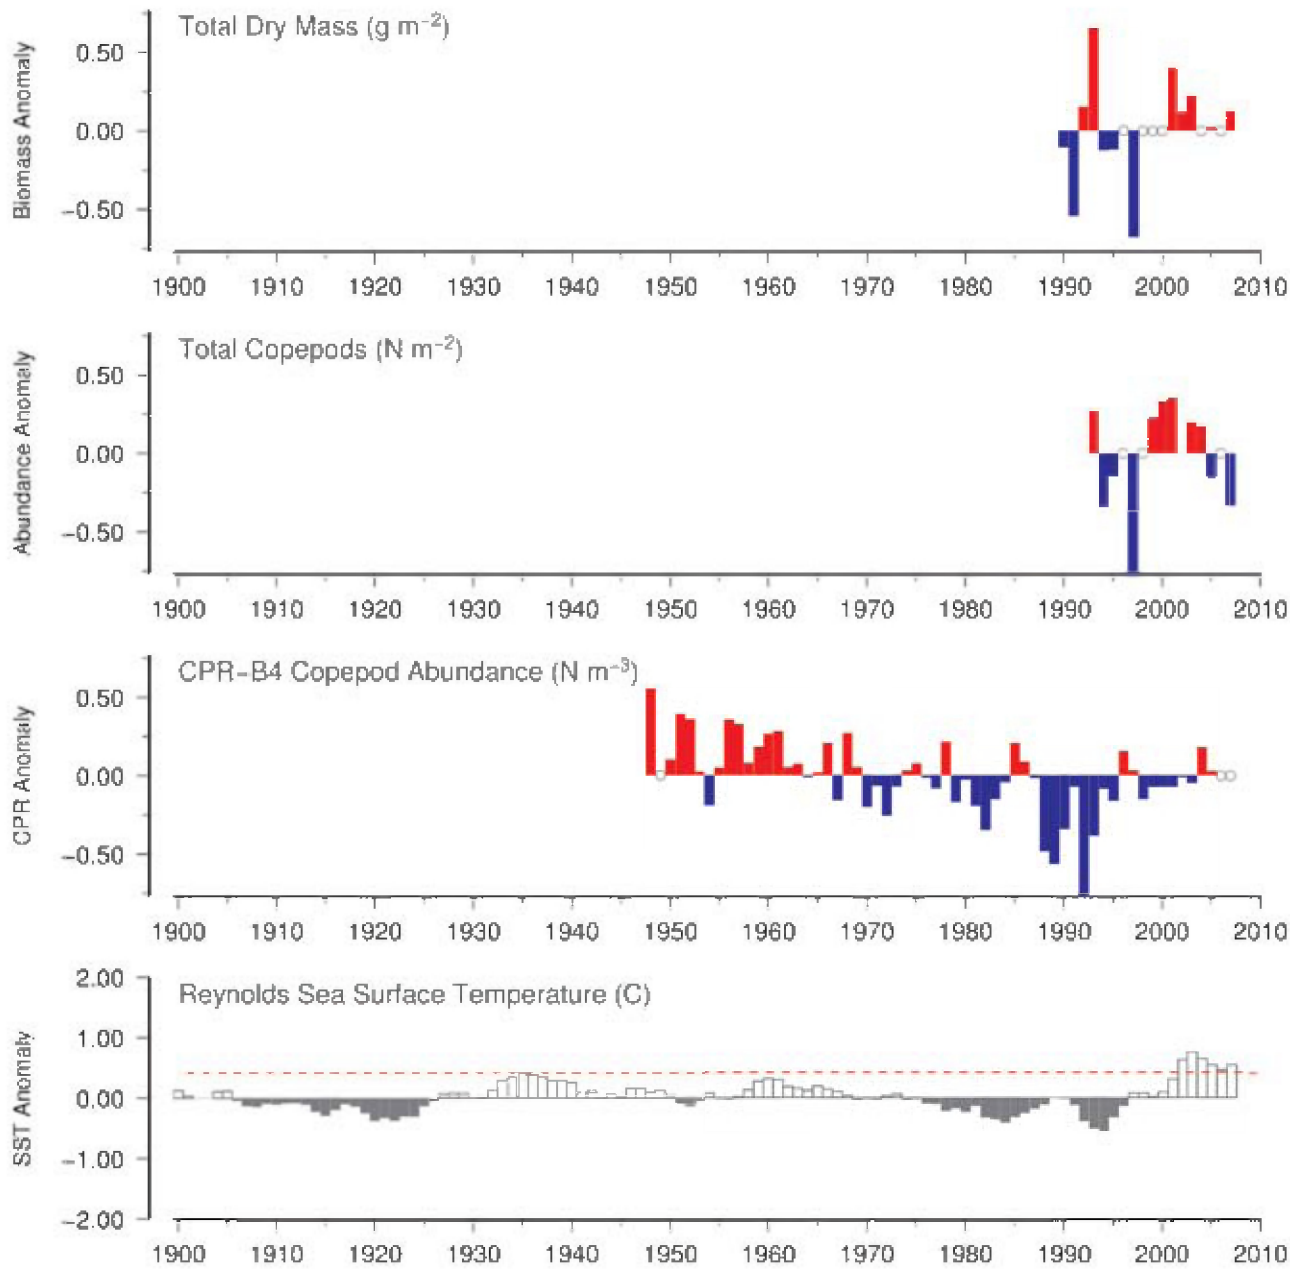 Total Dry Mass (g m−2)
Biomass Anomaly
0.50
0.00
−0.50
1900 1910 1920 1930 1940 1950 1960 1970 1980 1990 2000 2010
Total Copepods (N m−2)
Abundance Anomaly
0.50
0.00
−0.50
1900 1910 1920 1930 1940 1950 1960 1970 1980 1990 2000 2010
CPR−B4 Copepod Abundance (N m−3)
CPR Anomaly
0.50
0.00
−0.50
1900 1910 1920 1930 1940 1950 1960 1970 1980 1990 2000 2010
Reynolds Sea Surface Temperature (C)
SST Anomaly
2.00
1.00
0.00
−1.00
−2.00
1900 1910 1920 1930 1940 1950 1960 1970 1980 1990 2000 2010